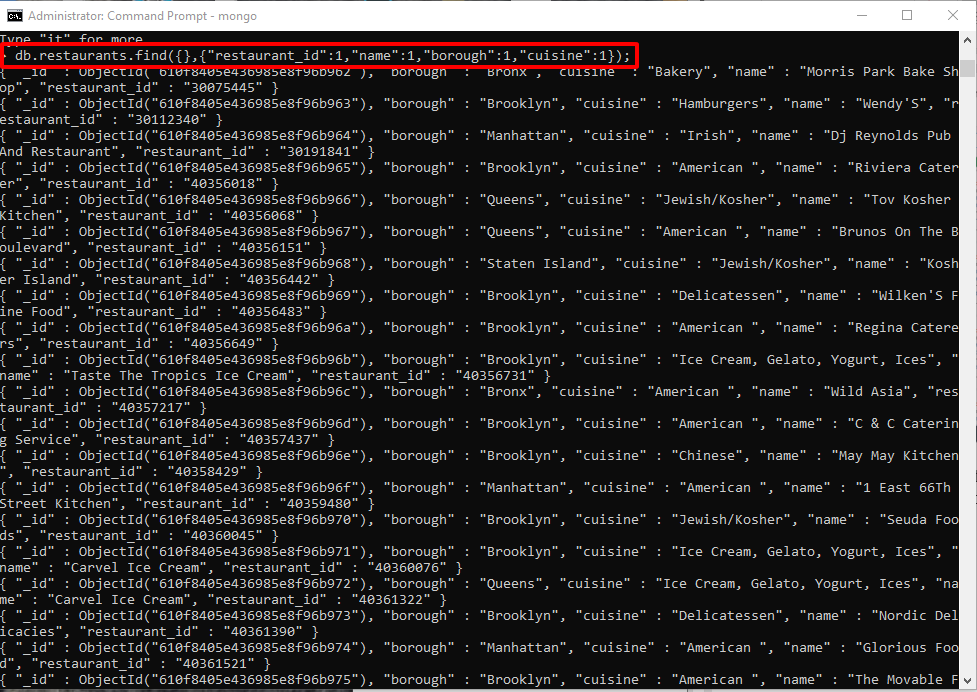 Administrator: Command Prompt - mongo
Type "it" for more
> db.restaurants.find({},{"restaurant_id":1,"name":1,"borough":1,"cuisine":1});
{ "_id" : ObjectId("610f8405e436985e8f96b962"), "borough" : "Bronx", "cuisine" : "Bakery", "name" : "Morris Park Bake Sh
op", "restaurant_id" : "30075445" }
{ "_id" : ObjectId("610f8405e436985e8f96b963"), "borough" : "Brooklyn", "cuisine" : "Hamburgers", "name" : "Wendy'S", "r
estaurant_id" : "30112340" }
{ "_id" : ObjectId("610f8405e436985e8f96b964"), "borough" : "Manhattan", "cuisine" : "Irish", "name" : "Dj Reynolds Pub
And Restaurant", "restaurant_id" : "30191841" }
{ "_id" : ObjectId("610f8405e436985e8f96b965"), "borough" : "Brooklyn", "cuisine" : "American ", "name" : "Riviera Cater
er", "restaurant_id" : "40356018" }
{ "_id" : ObjectId("610f8405e436985e8f96b966"), "borough" : "Queens", "cuisine" : "Jewish/Kosher", "name" : "Tov Kosher
Kitchen", "restaurant_id" : "40356068" }
{ "_id" : ObjectId("610f8405e436985e8f96b967"), "borough" : "Queens", "cuisine" : "American ", "name" : "Brunos On The B
oulevard", "restaurant_id" : "40356151" }
{ "_id" : ObjectId("610f8405e436985e8f96b968"), "borough" : "Staten Island", "cuisine" : "Jewish/Kosher", "name" : "Kosh
er Island", "restaurant_id" : "40356442" }
{ "_id" : ObjectId("610f8405e436985e8f96b969"), "borough" : "Brooklyn", "cuisine" : "Delicatessen", "name" : "Wilken'S F
ine Food", "restaurant_id" : "40356483" }
{ "_id" : ObjectId("610f8405e436985e8f96b96a"), "borough" : "Brooklyn", "cuisine" : "American ", "name" : "Regina Catere
rs", "restaurant_id" : "40356649" }
{ "_id" : ObjectId("610f8405e436985e8f96b96b"), "borough" : "Brooklyn", "cuisine" : "Ice Cream, Gelato, Yogurt, Ices", "
name" : "Taste The Tropics Ice Cream", "restaurant_id" : "40356731" }
{ "_id" : ObjectId("610f8405e436985e8f96b96c"), "borough" : "Bronx", "cuisine" : "American ", "name" : "Wild Asia", "res
taurant_id" : "40357217" }
{ "_id" : ObjectId("610f8405e436985e8f96b96d"), "borough" : "Brooklyn", "cuisine" : "American ", "name" : "C & C Caterin
g Service", "restaurant_id" : "40357437" }
{ "_id" : ObjectId("610f8405e436985e8f96b96e"), "borough" : "Brooklyn", "cuisine" : "Chinese", "name" : "May May Kitchen
", "restaurant_id" : "40358429" }
{ "_id" : ObjectId("610f8405e436985e8f96b96f"), "borough" : "Manhattan", "cuisine" : "American ", "name" : "1 East 66Th
Street Kitchen", "restaurant_id" : "40359480" }
{ "_id" : ObjectId("610f8405e436985e8f96b970"), "borough" : "Brooklyn", "cuisine" : "Jewish/Kosher", "name" : "Seuda Foo
ds", "restaurant_id" : "40360045" }
{ "_id" : ObjectId("610f8405e436985e8f96b971"), "borough" : "Brooklyn", "cuisine" : "Ice Cream, Gelato, Yogurt, Ices", "
name" : "Carvel Ice Cream", "restaurant_id" : "40360076" }
{ "_id" : ObjectId("610f8405e436985e8f96b972"), "borough" : "Queens", "cuisine" : "Ice Cream, Gelato, Yogurt, Ices", "na
me" : "Carvel Ice Cream", "restaurant_id" : "40361322" }
{ "_id" : ObjectId("610f8405e436985e8f96b973"), "borough" : "Brooklyn", "cuisine" : "Delicatessen", "name" : "Nordic Del
icacies", "restaurant_id" : "40361390" }
{ "_id" : ObjectId("610f8405e436985e8f96b974"), "borough" : "Manhattan", "cuisine" : "American ", "name" : "Glorious Foo
d", "restaurant_id" : "40361521" }
{ "_id" : ObjectId("610f8405e436985e8f96b975"), "borough" : "Brooklyn", "cuisine" : "American ", "name" : "The Movable F